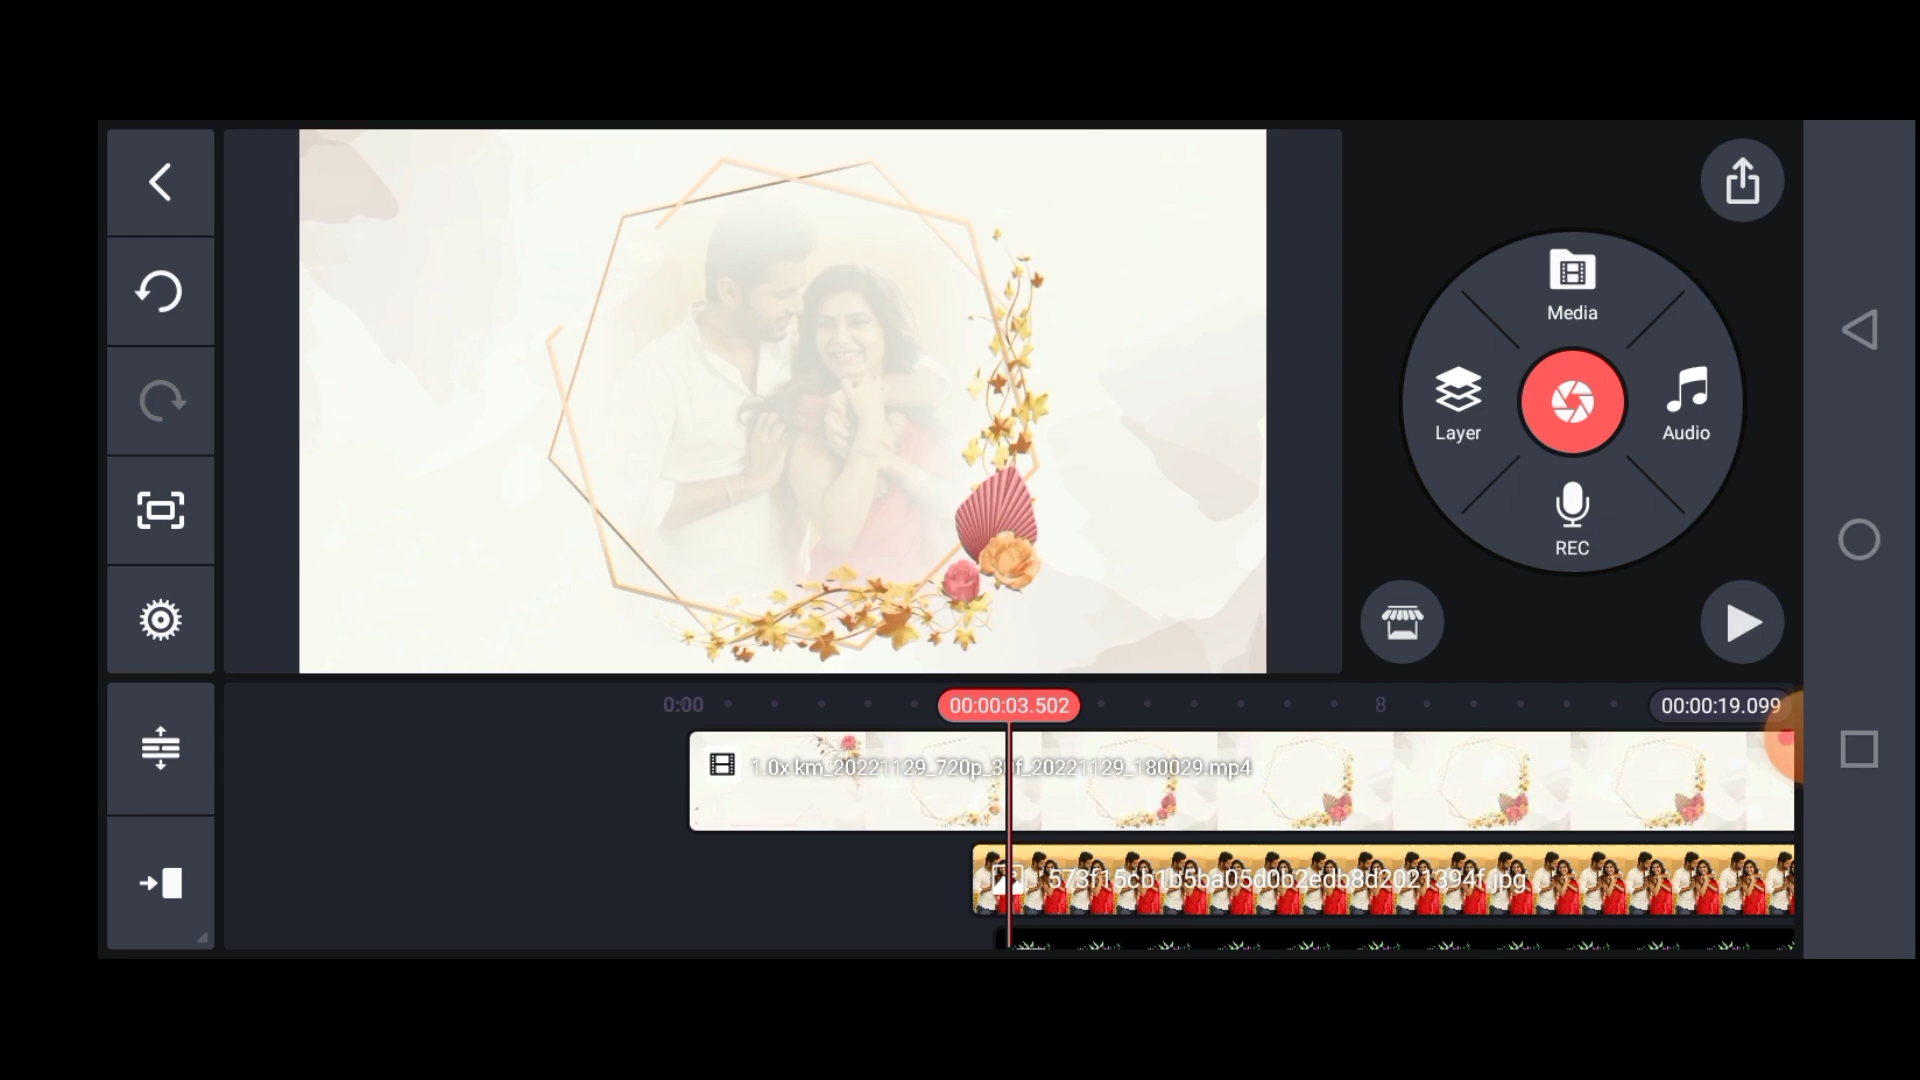 Media
Layer
Audio
REC
0:00
00:00:03.502
8
00:00:19.099
1.0x km_20221129_720p_3 f_20221129_180029.mp4
573f15cb1b5ba05d0b2edb8d2021394f.jpg